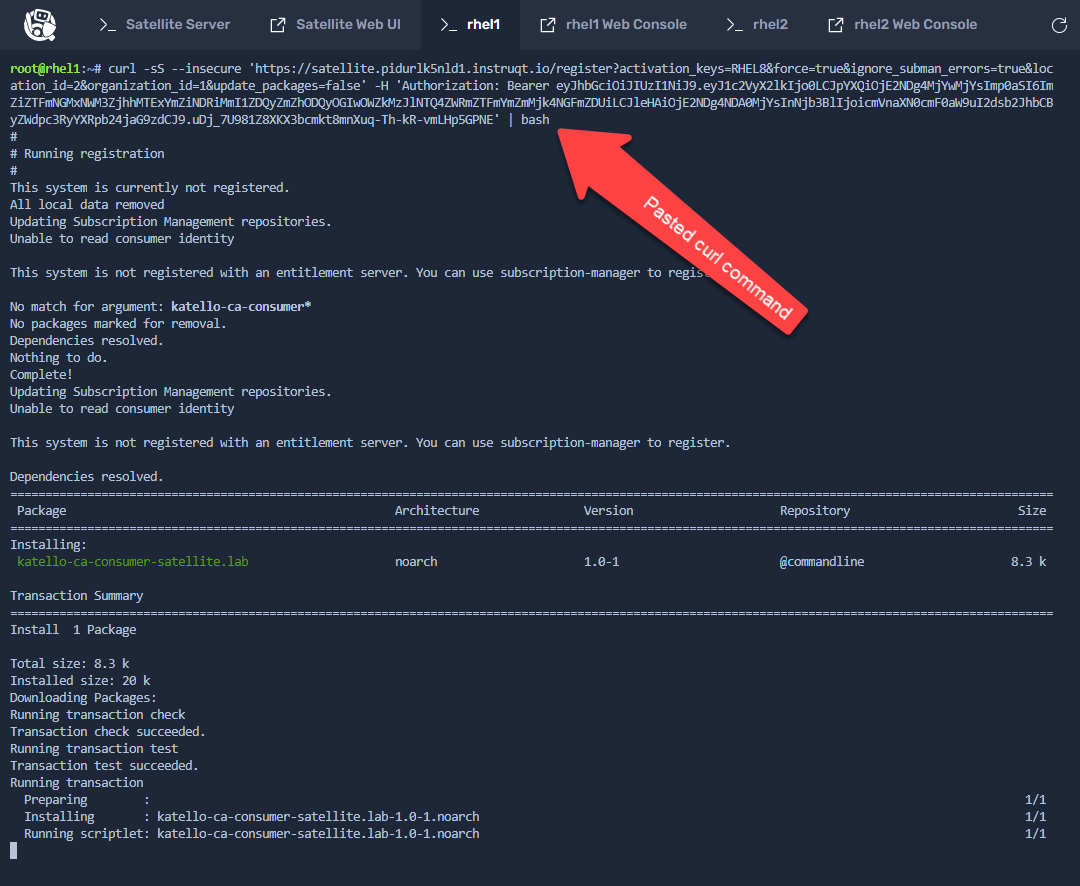 Satellite Server
Satellite Web UI
rhel1
rhel1 Web Console
rhel2
rhel2 Web Console
root@rhel1:~# curl -sS --insecure 'https://satellite.pidurlk5nld1.instruqt.io/register?activation_keys=RHEL8&force=true&ignore_subman_errors=true&loc
ation_id=2&organization_id=1&update_packages=false' -H 'Authorization: Bearer
' | bash
#
# Running registration
#
This system is currently not registered.
All local data removed
Updating Subscription Management repositories.
Unable to read consumer identity
This system is not registered with an entitlement server. You can use subscription-manager to regis
Pasted curl command
No match for argument: katello-ca-consumer*
No packages marked for removal.
Dependencies resolved.
Nothing to do.
Complete!
Updating Subscription Management repositories.
Unable to read consumer identity
This system is not registered with an entitlement server. You can use subscription-manager to register.
Dependencies resolved.
Package Architecture Version Repository Size
Installing:
katello-ca-consumer-satellite.lab noarch 1.0-1 @commandline 8.3 k
Transaction Summary
Install 1 Package
Total size: 8.3 k
Installed size: 20 k
Downloading Packages:
Running transaction check
Transaction check succeeded.
Running transaction test
Transaction test succeeded.
Running transaction
Preparing : 1/1
Installing : katello-ca-consumer-satellite.lab-1.0-1.noarch 1/1
Running scriptlet: katello-ca-consumer-satellite.lab-1.0-1.noarch 1/1